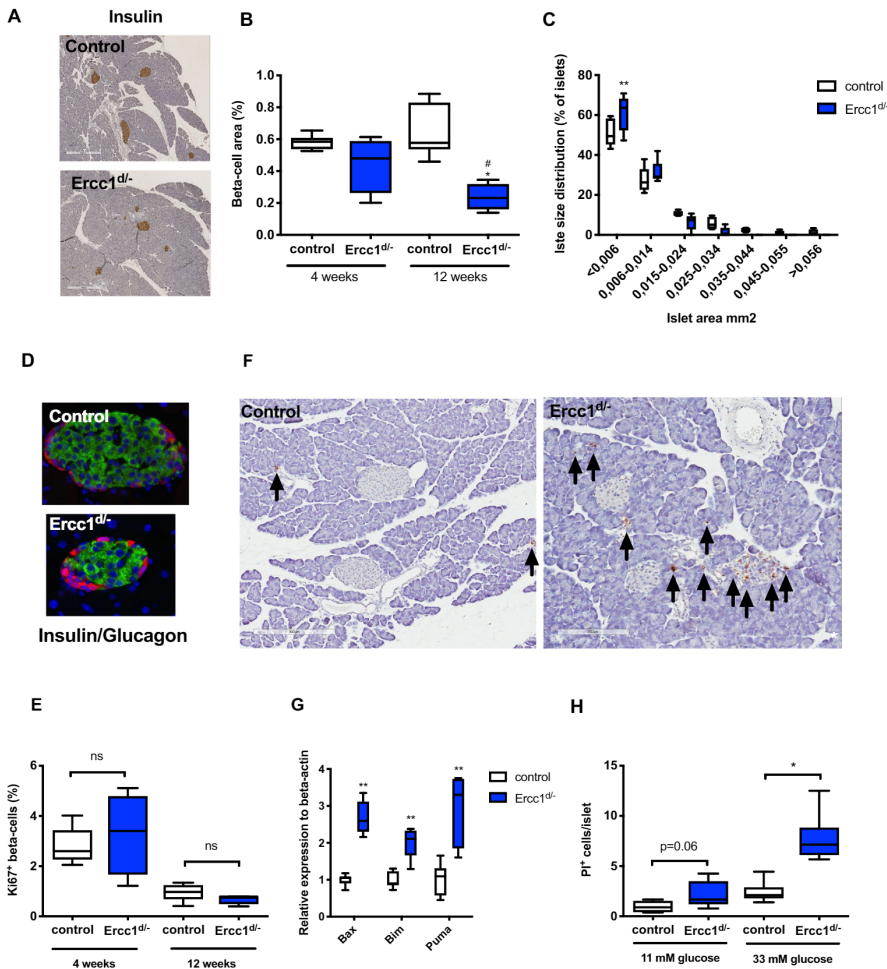 A
Insulin
Control
Ercc1d/-
B
Beta-cell area (%)
1.0
0.8
0.6
0.4
0.2
0.0
#
*
control
Ercc1d/-
control
Ercc1d/-
4 weeks
12 weeks
C
Iste size distribution (% of islets)
80
60
40
20
0
**
control
Ercc1d/-
<0,006
0,006-0,014
0,015-0,024
0,025-0,034
0,035-0,044
0,045-0,055
>0,056
Islet area mm2
D
Control
Ercc1d/-
Insulin/Glucagon
F
Control
Ercc1d/-
E
Ki67+ beta-cells (%)
6
4
2
0
ns
ns
control
Ercc1d/-
control
Ercc1d/-
4 weeks
12 weeks
G
Relative expression to beta-actin
4
3
2
1
0
**
**
**
control
Ercc1d/-
Bax
Bim
Puma
H
PI+ cells/islet
15
10
5
0
p=0.06
*
control
Ercc1d/-
control
Ercc1d/-
11 mM glucose
33 mM glucose